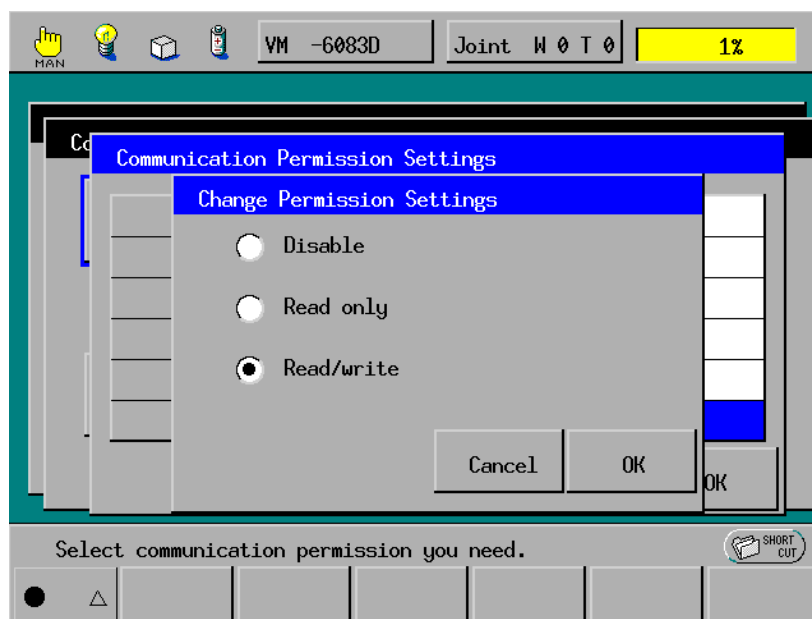 MAN
VM -6083D
Joint W 0 T 0
1%
Communication Permission Settings
Change Permission Settings
Disable
Read only
Read/write
Cancel
OK
OK
Select communication permission you need.
SHORT
CUT